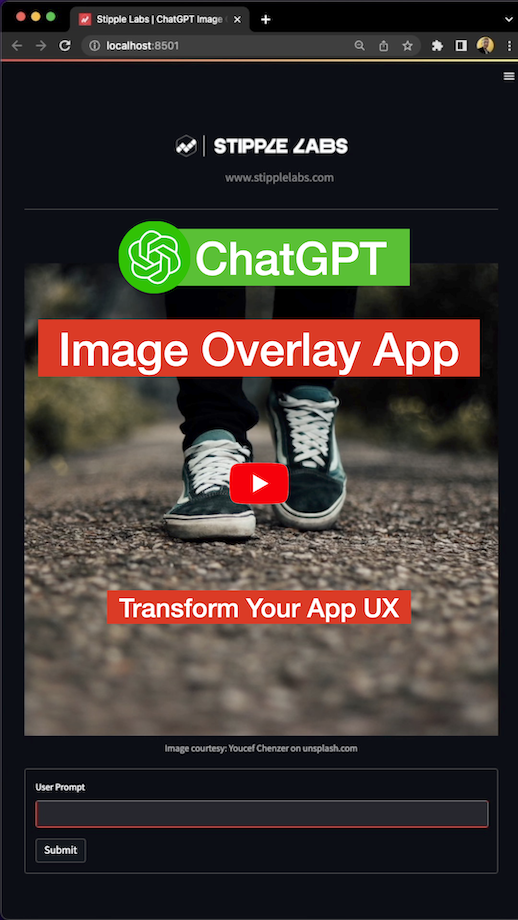 Stipple Labs | ChatGPT Image
localhost:8501
STIPPLE LABS
www.stipplelabs.com
ChatGPT
Image Overlay App
Transform Your App UX
Image courtesy: Youcef Chenzer on unsplash.com
User Prompt
Submit